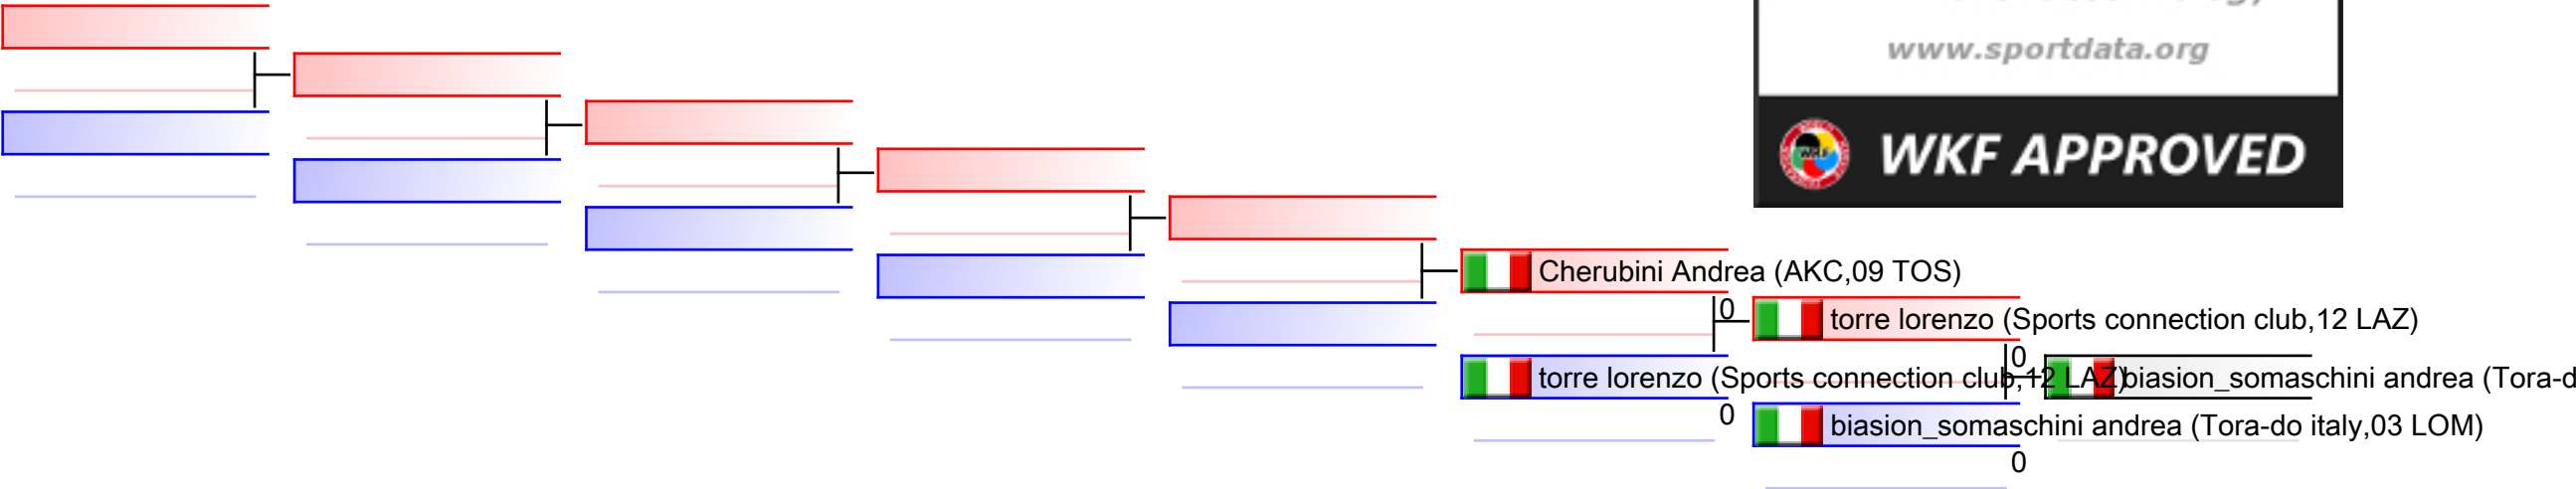 www.sportdata.org
WKF APPROVED
Cherubini Andrea (AKC,09 TOS)
0
torre lorenzo (Sports connection club,12 LAZ)
0
torre lorenzo (Sports connection club,12 LAZ)
biasion_somaschini andrea (Tora-d
0
biasion_somaschini andrea (Tora-do italy,03 LOM)
0